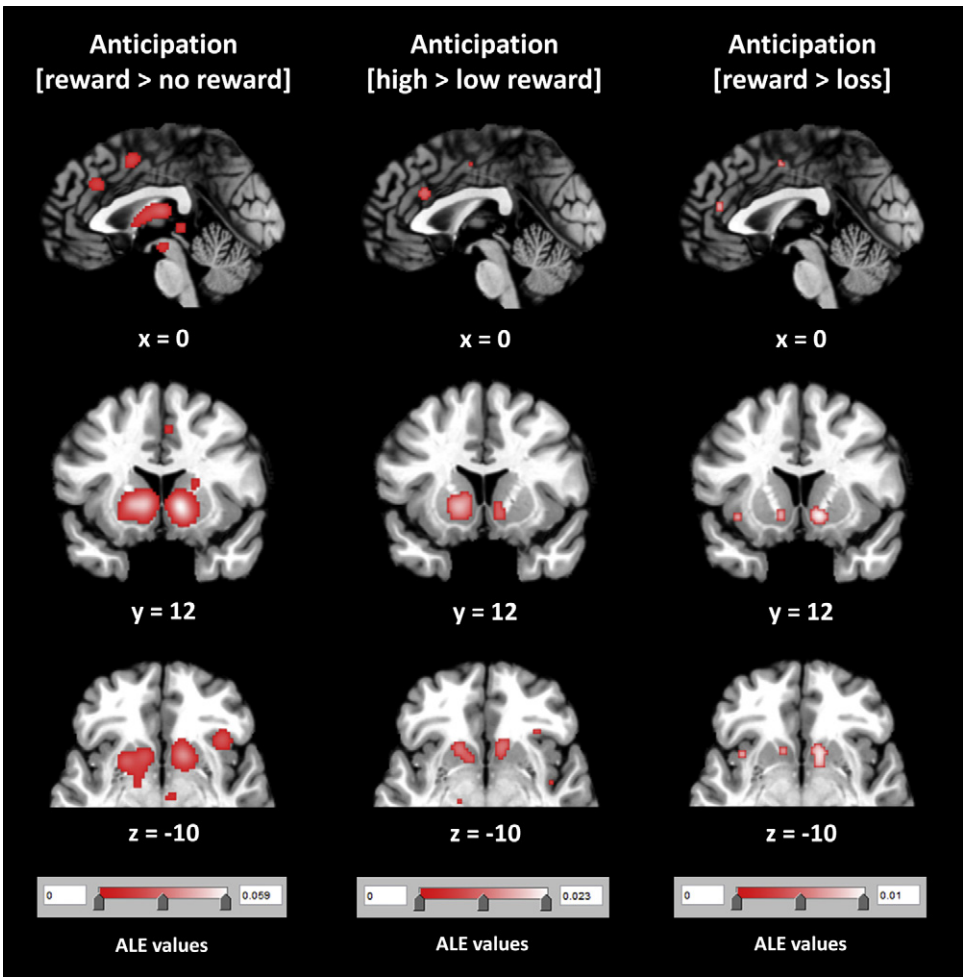 Anticipation
[reward > no reward]
Anticipation
[high > low reward]
Anticipation
[reward > loss]
x = 0
x = 0
x = 0
y = 12
y = 12
y = 12
z = -10
z = -10
z = -10
0
0.059
0
0.023
0
0.01
ALE values
ALE values
ALE values